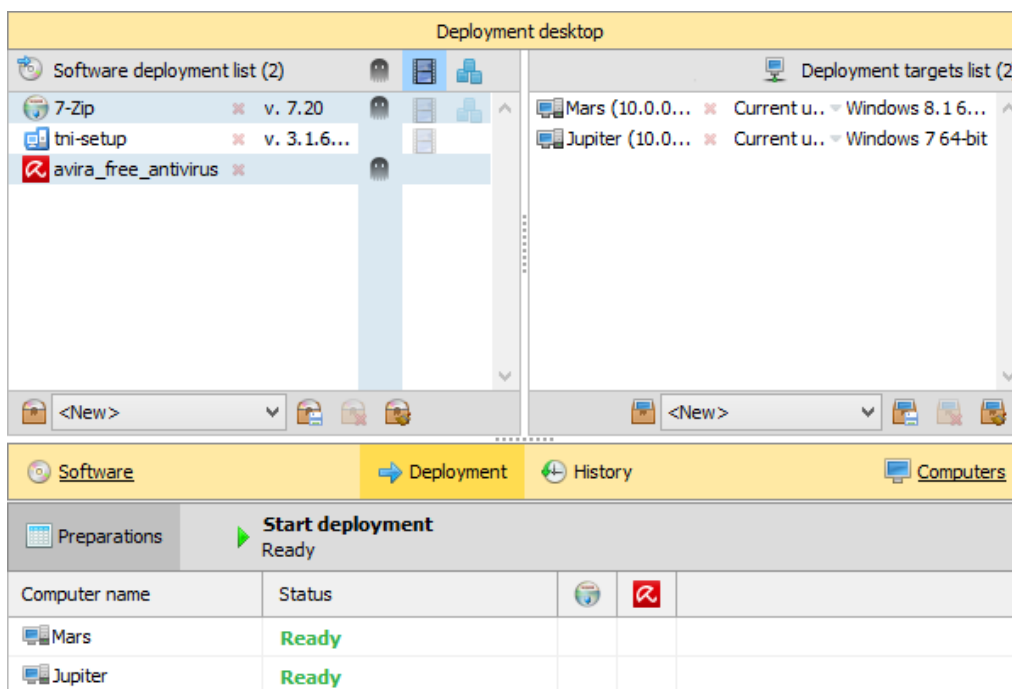 Deployment desktop
Software deployment list (2)
Deployment targets list (2
7-Zip v. 7.20
tni-setup v. 3.1.6...
avira_free_antivirus
Mars (10.0.0... Current u.. Windows 8.1 6...
Jupiter (10.0... Current u.. Windows 7 64-bit
<New>
<New>
Software
Deployment
History
Computers
Preparations
Start deployment
Ready
Computer name Status
Mars Ready
Jupiter Ready